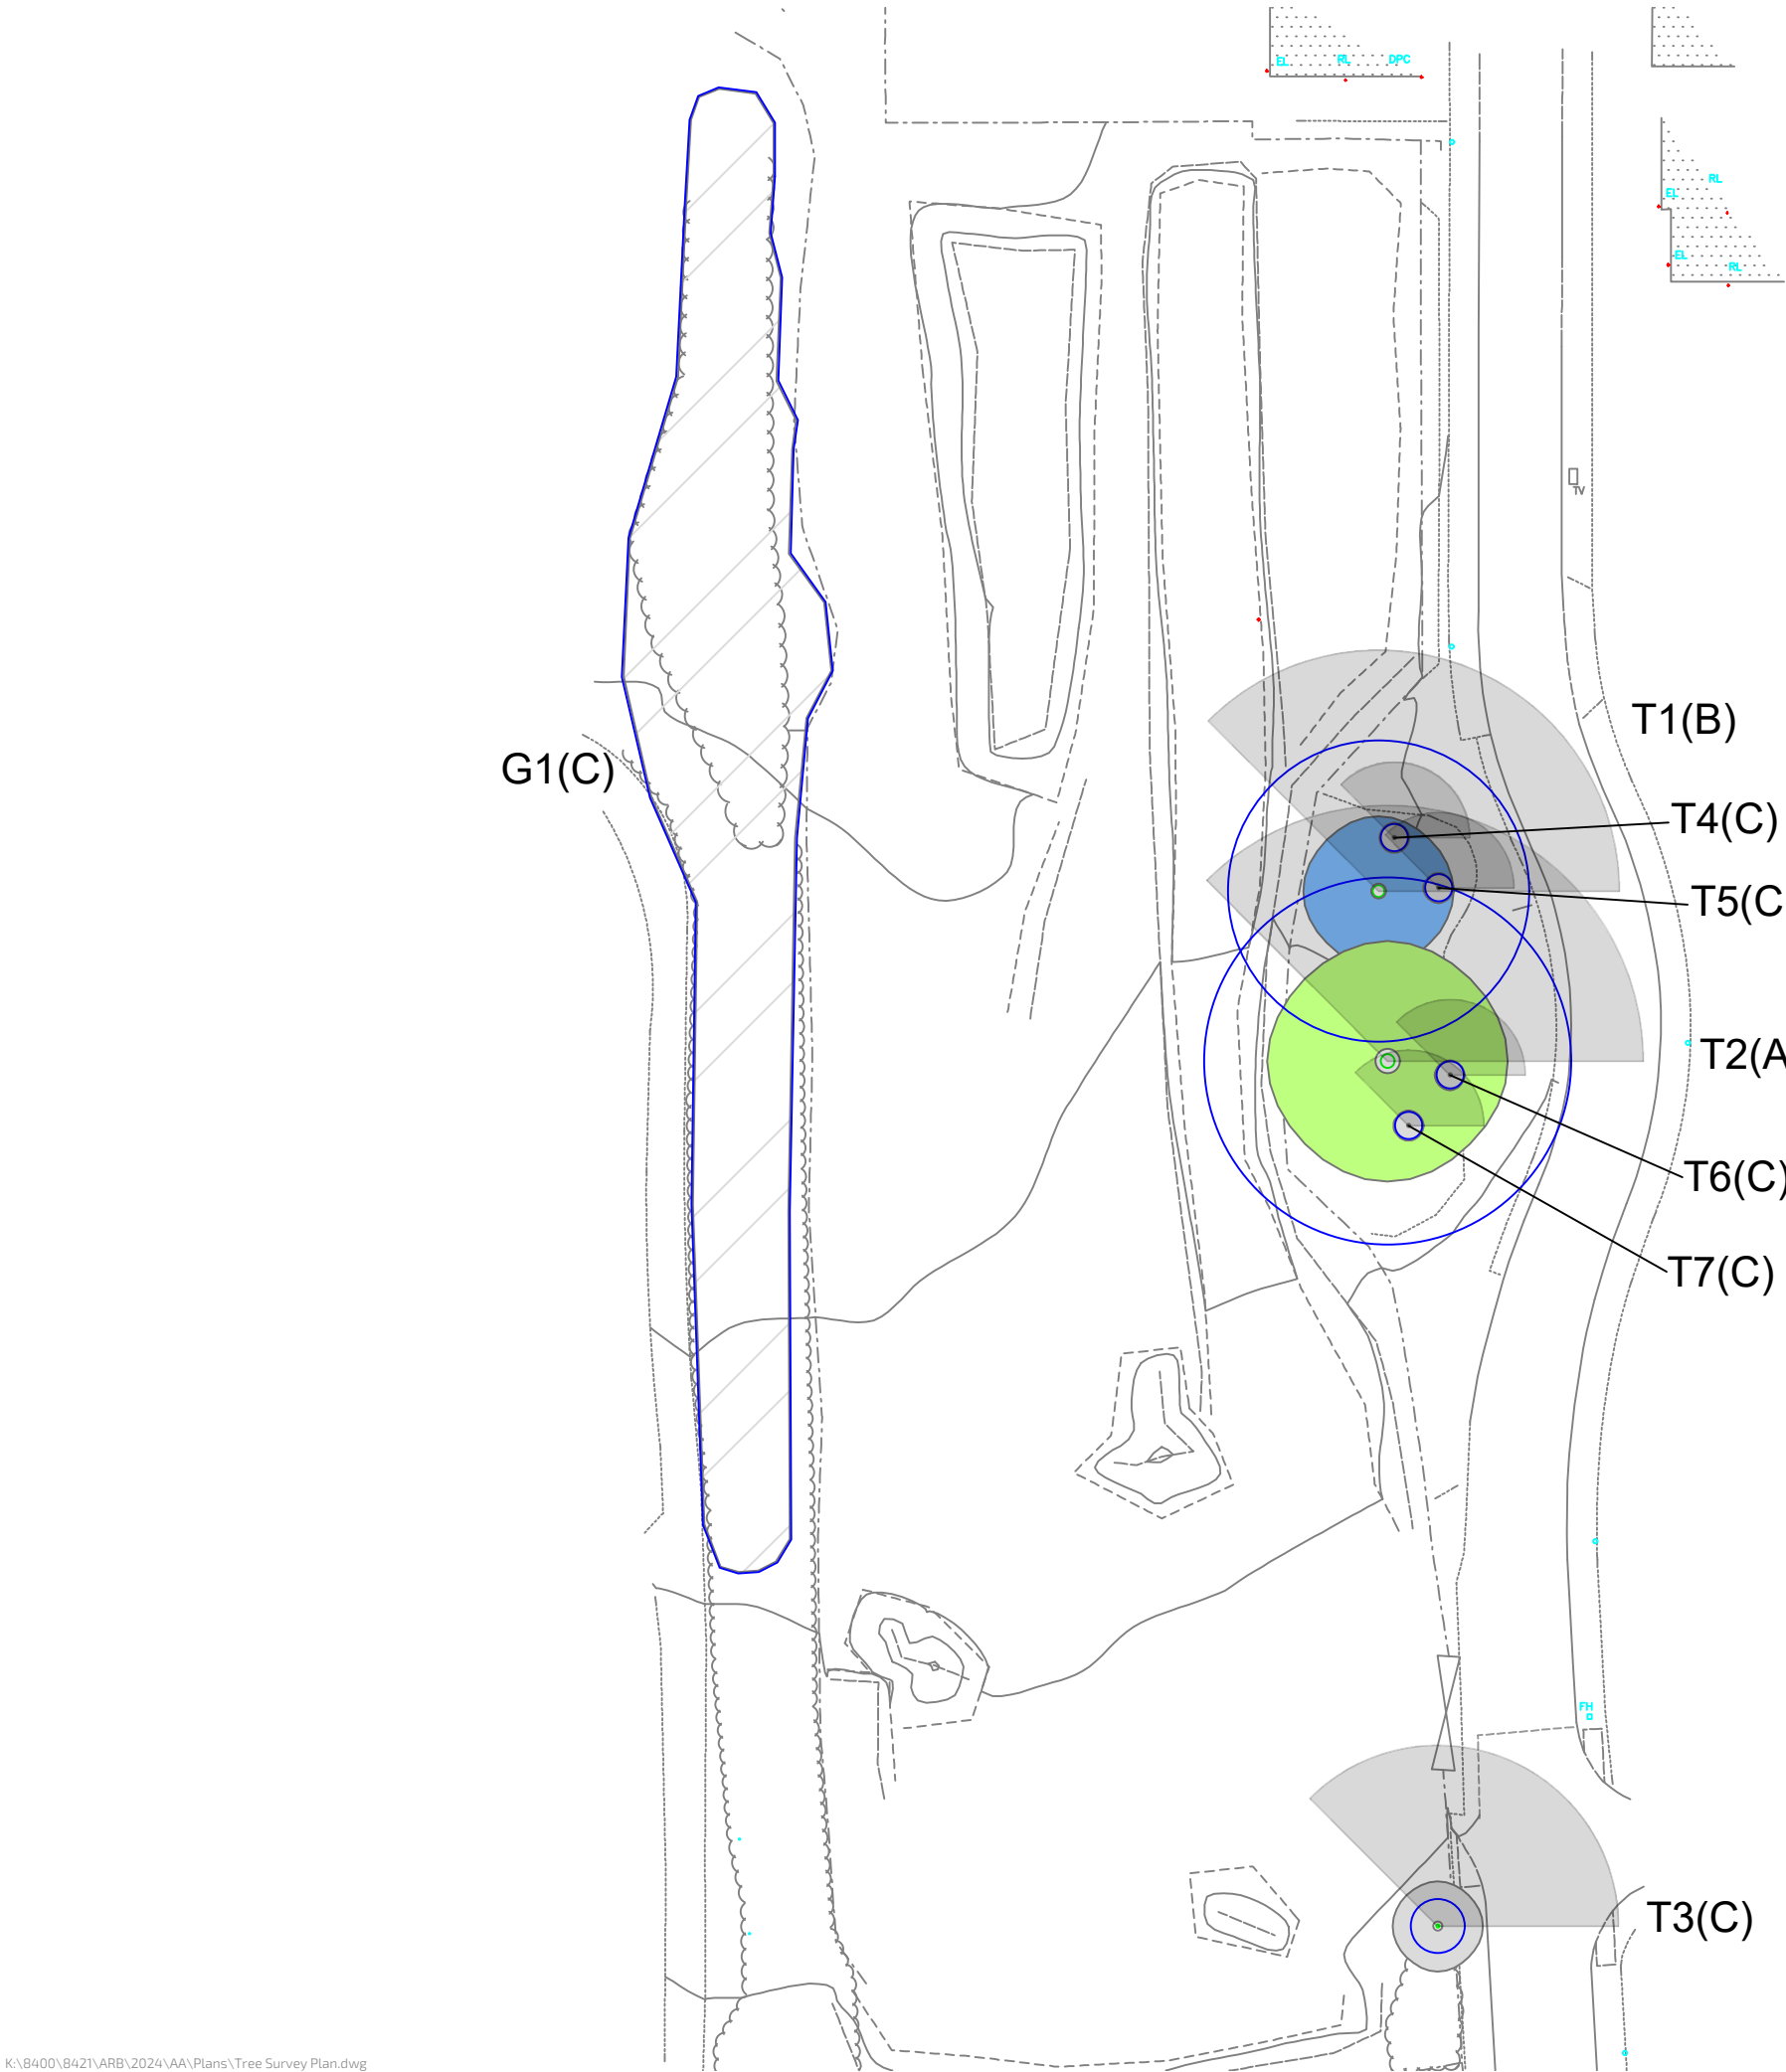 EL RL DPC
RL
EL
EL
RL
TV
T1(B)
G1(C)
T4(C)
T5(C
T2(A
T6(C)
T7(C)
FH
T3(C)
K:\8400\8421\ARB\2024\AA\Plans\Tree Survey Plan.dwg